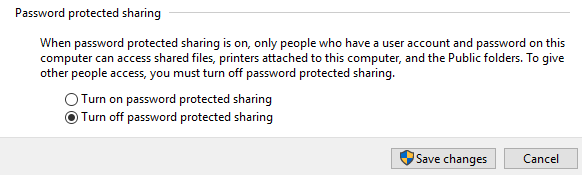 Password protected sharing
When password protected sharing is on, only people who have a user account and password on this
computer can access shared files, printers attached to this computer, and the Public folders. To give
other people access, you must turn off password protected sharing.
Turn on password protected sharing
Turn off password protected sharing
Save changes
Cancel